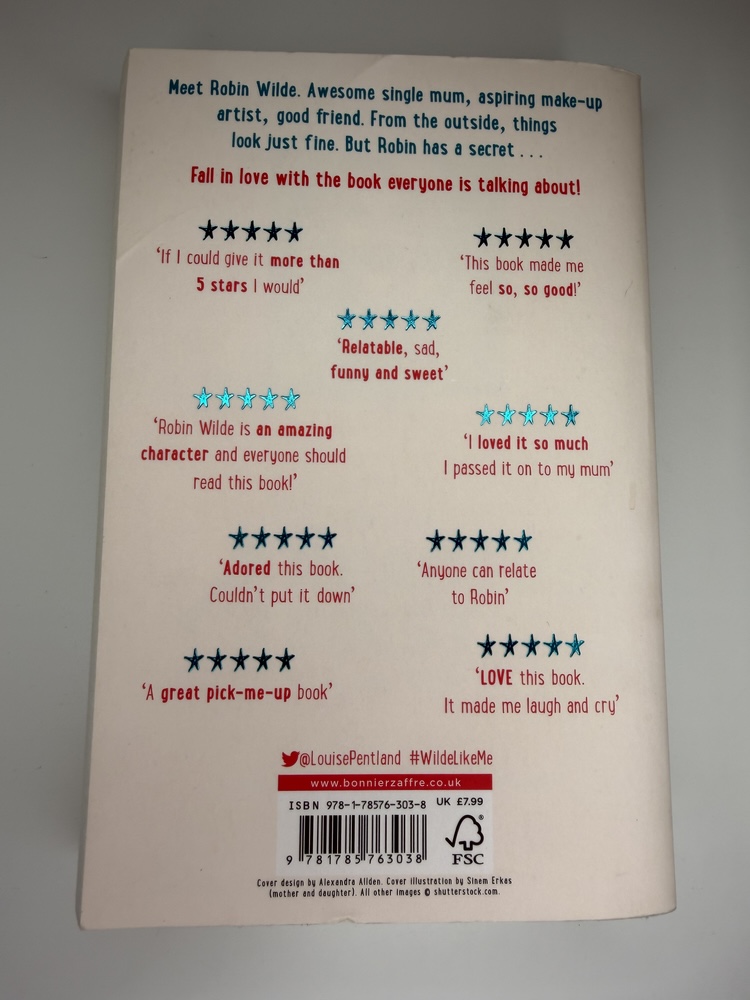 Meet Robin Wilde. Awesome single mum, aspiring make-up
artist, good friend. From the outside, things
look just fine. But Robin has a secret . . .
Fall in love with the book everyone is talking about!
‘If I could give it more than
5 stars I would’
‘This book made me
feel so, so good!’
‘Relatable, sad,
funny and sweet’
‘Robin Wilde is an amazing
character and everyone should
read this book!’
‘I loved it so much
I passed it on to my mum’
‘Adored this book.
Couldn’t put it down’
‘Anyone can relate
to Robin’
‘A great pick-me-up book’
‘LOVE this book.
It made me laugh and cry’
@LouisePentland #WildeLikeMe
www.bonnierzaffre.co.uk
ISBN 978-1-78576-303-8 UK £7.99
9 781785 763038
FSC
Cover design by Alexandra Allden. Cover illustration by Sinem Erkas
(mother and daughter). All other images © shutterstock.com.